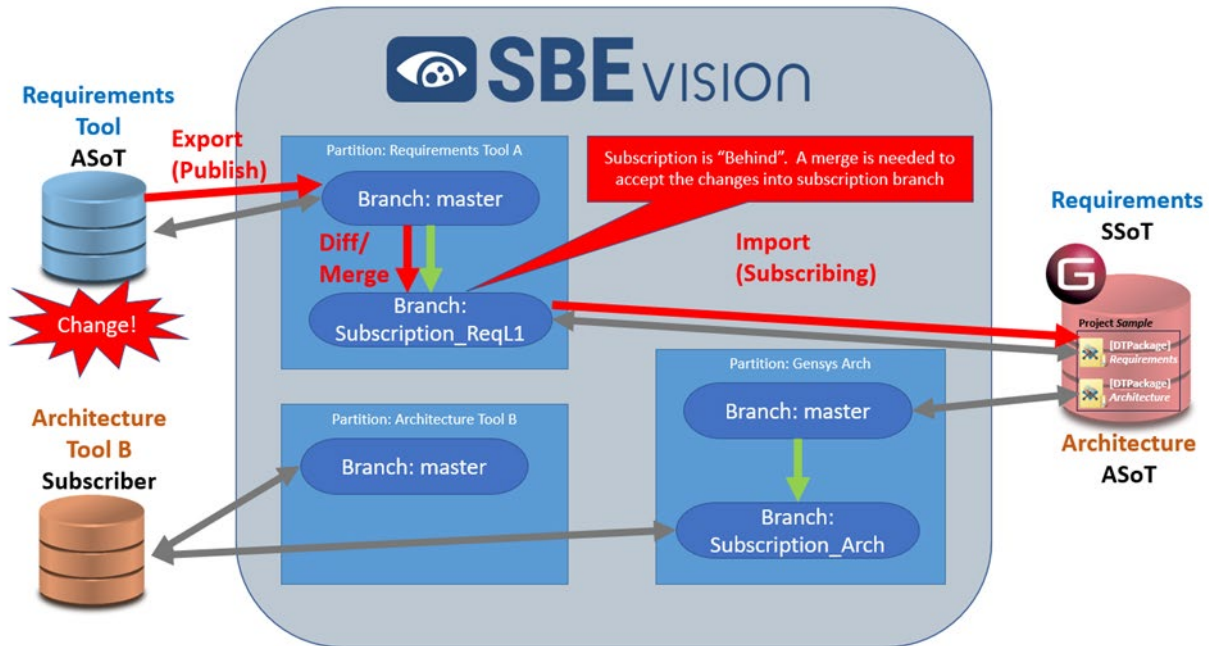 SBE VISION
Requirements
Tool
ASoT
Export
(Publish)
Change!
Partition: Requirements Tool A
Branch: master
Diff/
Merge
Branch:
Subscription_ReqL1
Subscription is “Behind”. A merge is needed to
accept the changes into subscription branch
Import
(Subscribing)
Requirements
SSoT
G
Project Sample
[DTPackage]
Requirements
[DTPackage]
Architecture
Architecture
ASoT
Architecture
Tool B
Subscriber
Partition: Architecture Tool B
Branch: master
Partition: Gensys Arch
Branch: master
Branch:
Subscription_Arch